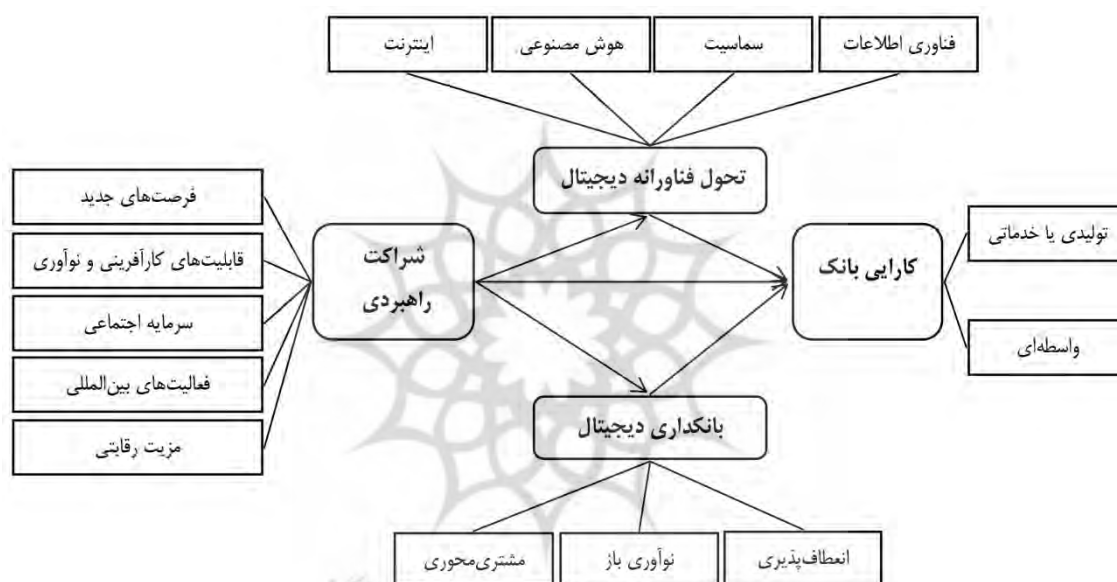 فناوری اطلاعات
سماسیت
هوش مصنوعی
اینترنت
تحول فناورانه دیجیتال
فرصت‌های جدید
قابلیت‌های کارآفرینی و نوآوری
سرمایه اجتماعی
فعالیت‌های بین‌المللی
مزیت رقابتی
شراکت
راهبردی
کارایی بانک
تولیدی یا خدماتی
واسطه‌ای
بانکداری دیجیتال
انعطاف‌پذیری
نوآوری باز
مشتری‌محوری